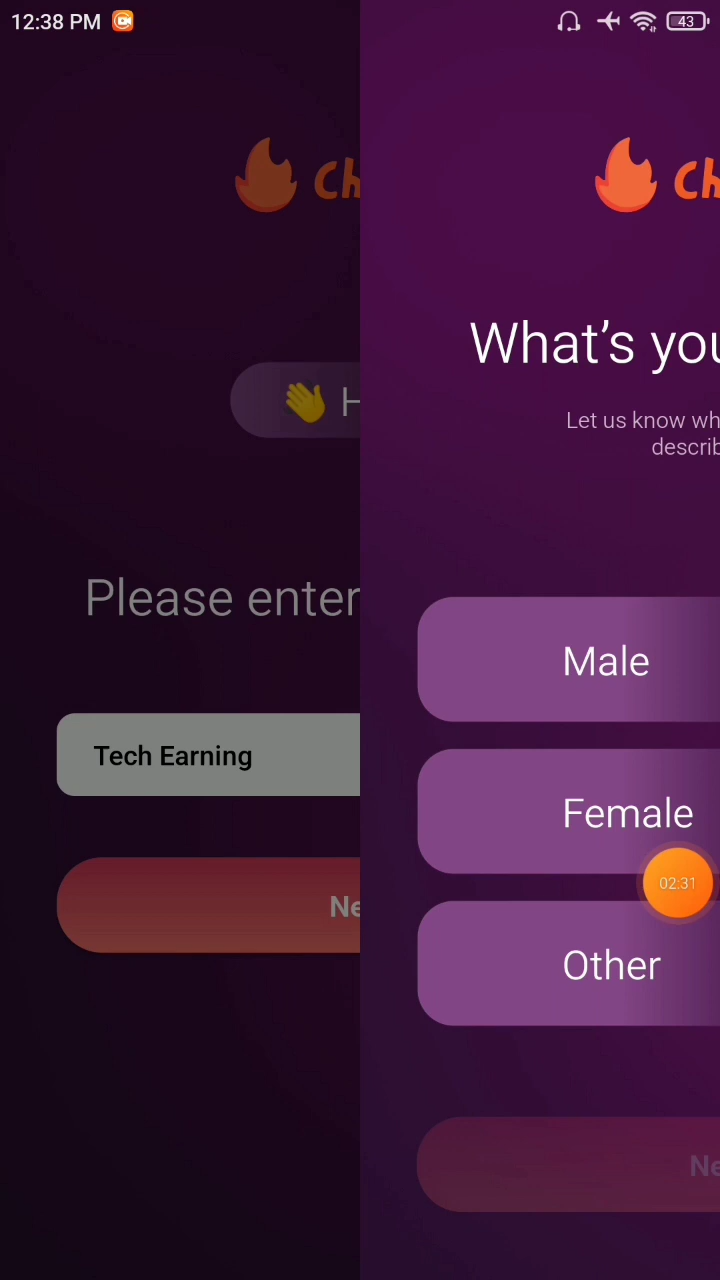 12:38 PM
43
Ch
Ch
H
What’s you
Let us know wh
describ
Please enter
Male
Tech Earning
Female
02:31
Ne
Other
Ne